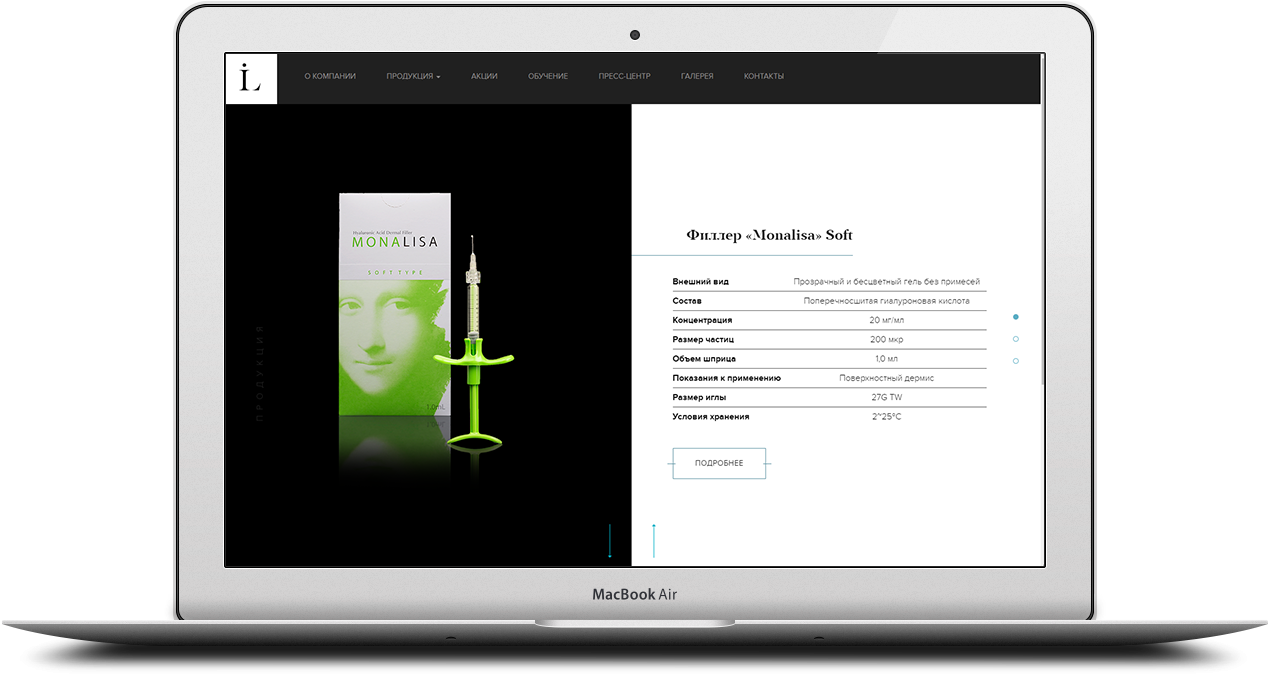 iL
О КОМПАНИИ ПРОДУКЦИЯ АКЦИИ ОБУЧЕНИЕ ПРЕСС-ЦЕНТР ГАЛЕРЕЯ КОНТАКТЫ
ПРОДУКЦИЯ
Hyaluronic Acid Dermal Filler
MONALISA
SOFT TYPE
1.0mL
Филлер «Monalisa» Soft
Внешний вид Прозрачный и бесцветный гель без примесей
Состав Поперечносшитая гиалуроновая кислота
Концентрация 20 мг/мл
Размер частиц 200 мкр
Объем шприца 1,0 мл
Показания к применению Поверхностный дермис
Размер иглы 27G TW
Условия хранения 2~25ºC
ПОДРОБНЕЕ
MacBook Air